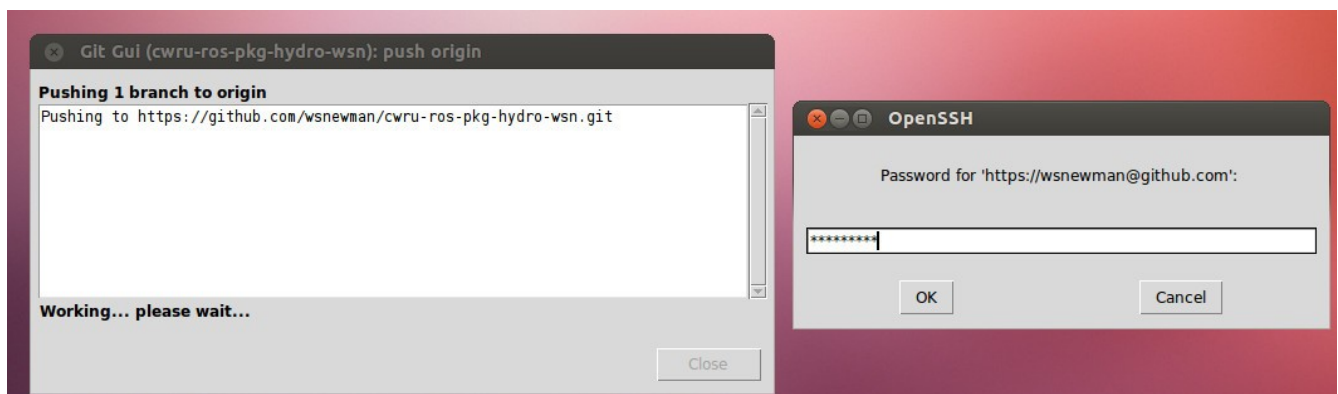 Git Gui (cwru-ros-pkg-hydro-wsn): push origin
Pushing 1 branch to origin
Pushing to https://github.com/wsnewman/cwru-ros-pkg-hydro-wsn.git
Working... please wait...
Close
OpenSSH
Password for 'https://wsnewman@github.com':
*********
OK
Cancel